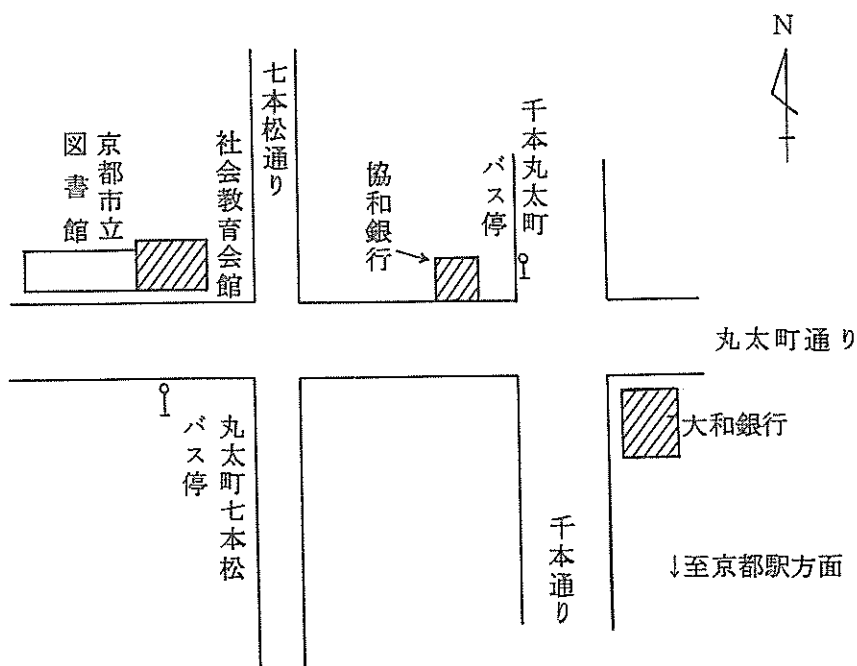 N
七本松通り
千本丸太町
バス停
協和銀行
社会教育会館
京都市立
図書館
丸太町通り
大和銀行
丸太町七本松
バス停
千本通り
↓至京都駅方面